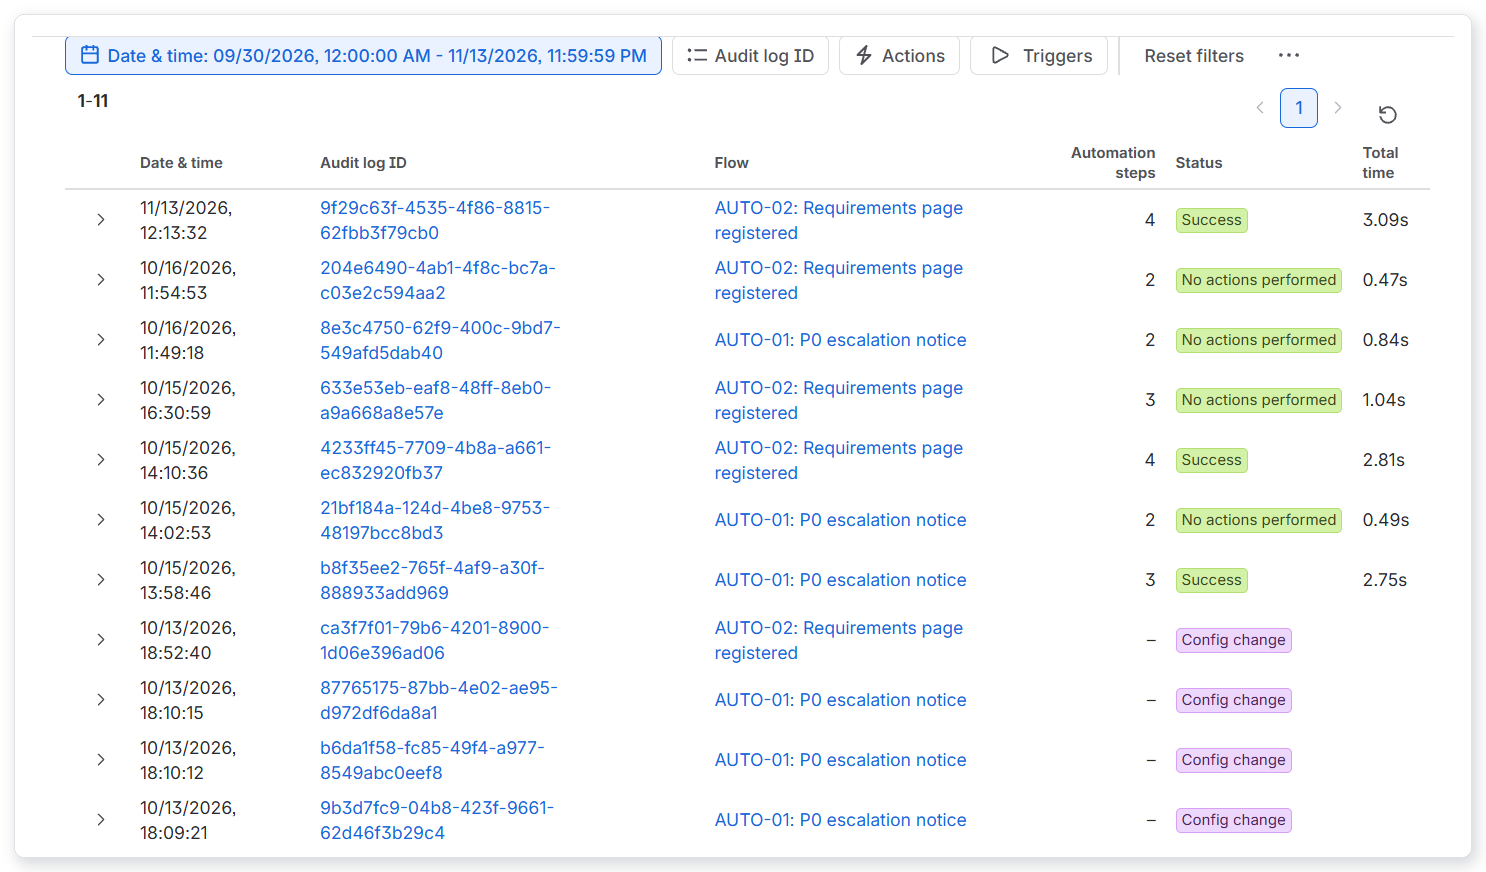 Date & time: 09/30/2026, 12:00:00 AM - 11/13/2026, 11:59:59 PM
Audit log ID
Actions
Triggers
Reset filters
1-11
1
Date & time
Audit log ID
Flow
Automation
steps
Status
Total
time
11/13/2026,
12:13:32
9f29c63f-4535-4f86-8815-
62fbb3f79cb0
AUTO-02: Requirements page
registered
4
Success
3.09s
10/16/2026,
11:54:53
204e6490-4ab1-4f8c-bc7a-
c03e2c594aa2
AUTO-02: Requirements page
registered
2
No actions performed
0.47s
10/16/2026,
11:49:18
8e3c4750-62f9-400c-9bd7-
549afd5dab40
AUTO-01: P0 escalation notice
2
No actions performed
0.84s
10/15/2026,
16:30:59
633e53eb-eaf8-48ff-8eb0-
a9a668a8e57e
AUTO-02: Requirements page
registered
3
No actions performed
1.04s
10/15/2026,
14:10:36
4233ff45-7709-4b8a-a661-
ec832920fb37
AUTO-02: Requirements page
registered
4
Success
2.81s
10/15/2026,
14:02:53
21bf184a-124d-4be8-9753-
48197bcc8bd3
AUTO-01: P0 escalation notice
2
No actions performed
0.49s
10/15/2026,
13:58:46
b8f35ee2-765f-4af9-a30f-
888933add969
AUTO-01: P0 escalation notice
3
Success
2.75s
10/13/2026,
18:52:40
ca3f7f01-79b6-4201-8900-
1d06e396ad06
AUTO-02: Requirements page
registered
–
Config change
10/13/2026,
18:10:15
87765175-87bb-4e02-ae95-
d972df6da8a1
AUTO-01: P0 escalation notice
–
Config change
10/13/2026,
18:10:12
b6da1f58-fc85-49f4-a977-
8549abc0eef8
AUTO-01: P0 escalation notice
–
Config change
10/13/2026,
18:09:21
9b3d7fc9-04b8-423f-9661-
62d46f3b29c4
AUTO-01: P0 escalation notice
–
Config change